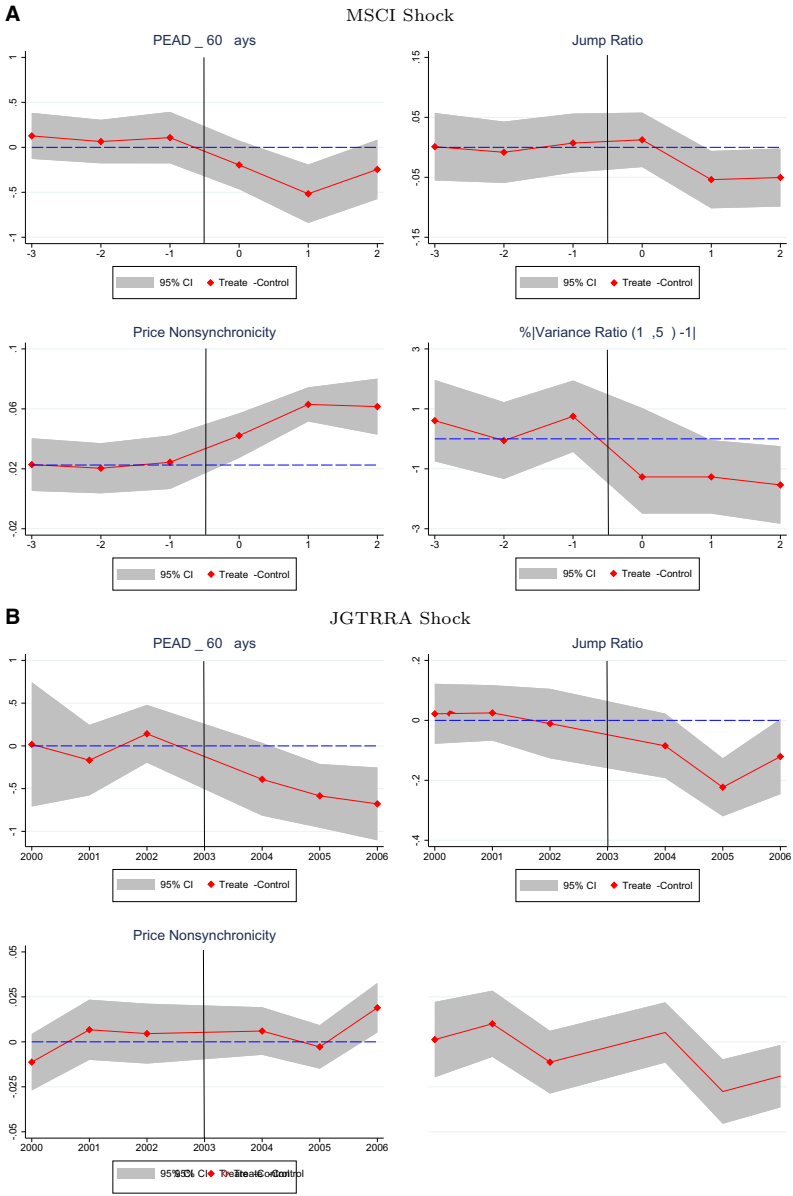 A
MSCI Shock
PEAD _ 60 ays
1
.5
0
-.5
-1
-3 -2 -1 0 1 2
95% CI Treate -Control
Jump Ratio
.15
.05
-.05
-.15
-3 -2 -1 0 1 2
95% CI Treate -Control
Price Nonsynchronicity
.1
.06
.02
-.02
-3 -2 -1 0 1 2
95% CI Treate -Control
%|Variance Ratio (1 ,5 ) -1|
3
1
-1
-3
-3 -2 -1 0 1 2
95% CI Treate -Control
B
JGTRRA Shock
PEAD _ 60 ays
1
.5
0
-.5
-1
2000 2001 2002 2003 2004 2005 2006
95% CI Treate -Control
Jump Ratio
.2
0
-.2
-.4
2000 2001 2002 2003 2004 2005 2006
95% CI Treate -Control
Price Nonsynchronicity
.05
.025
0
-.025
-.05
2000 2001 2002 2003 2004 2005 2006
95% CI Treate -Control